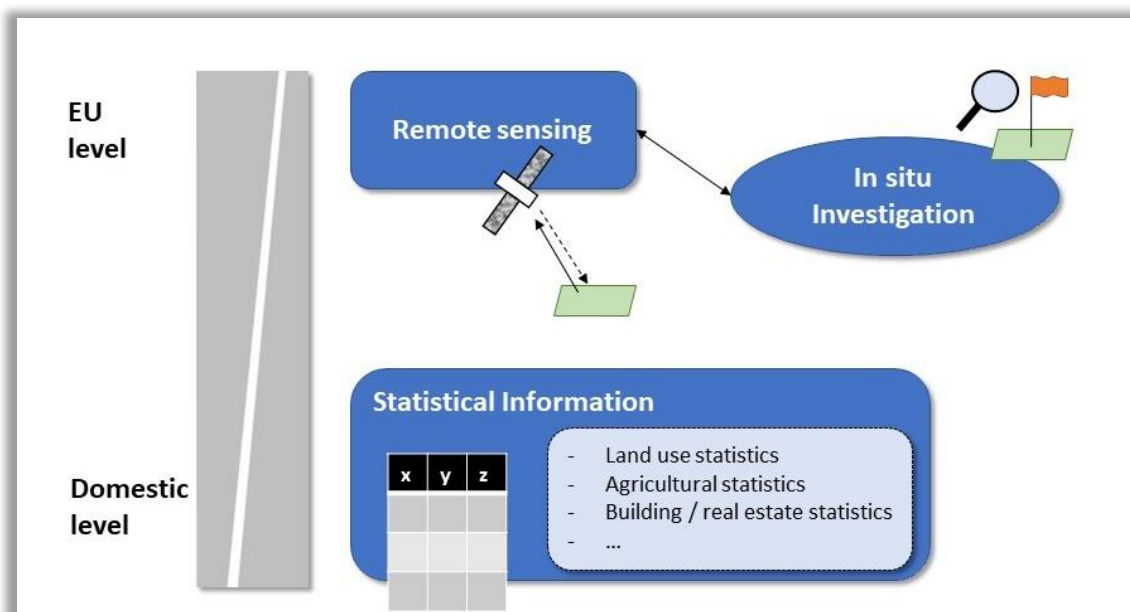 EU
level
Remote sensing
In situ
Investigation
Statistical Information
x y z
- Land use statistics
- Agricultural statistics
- Building / real estate statistics
- ...
Domestic
level